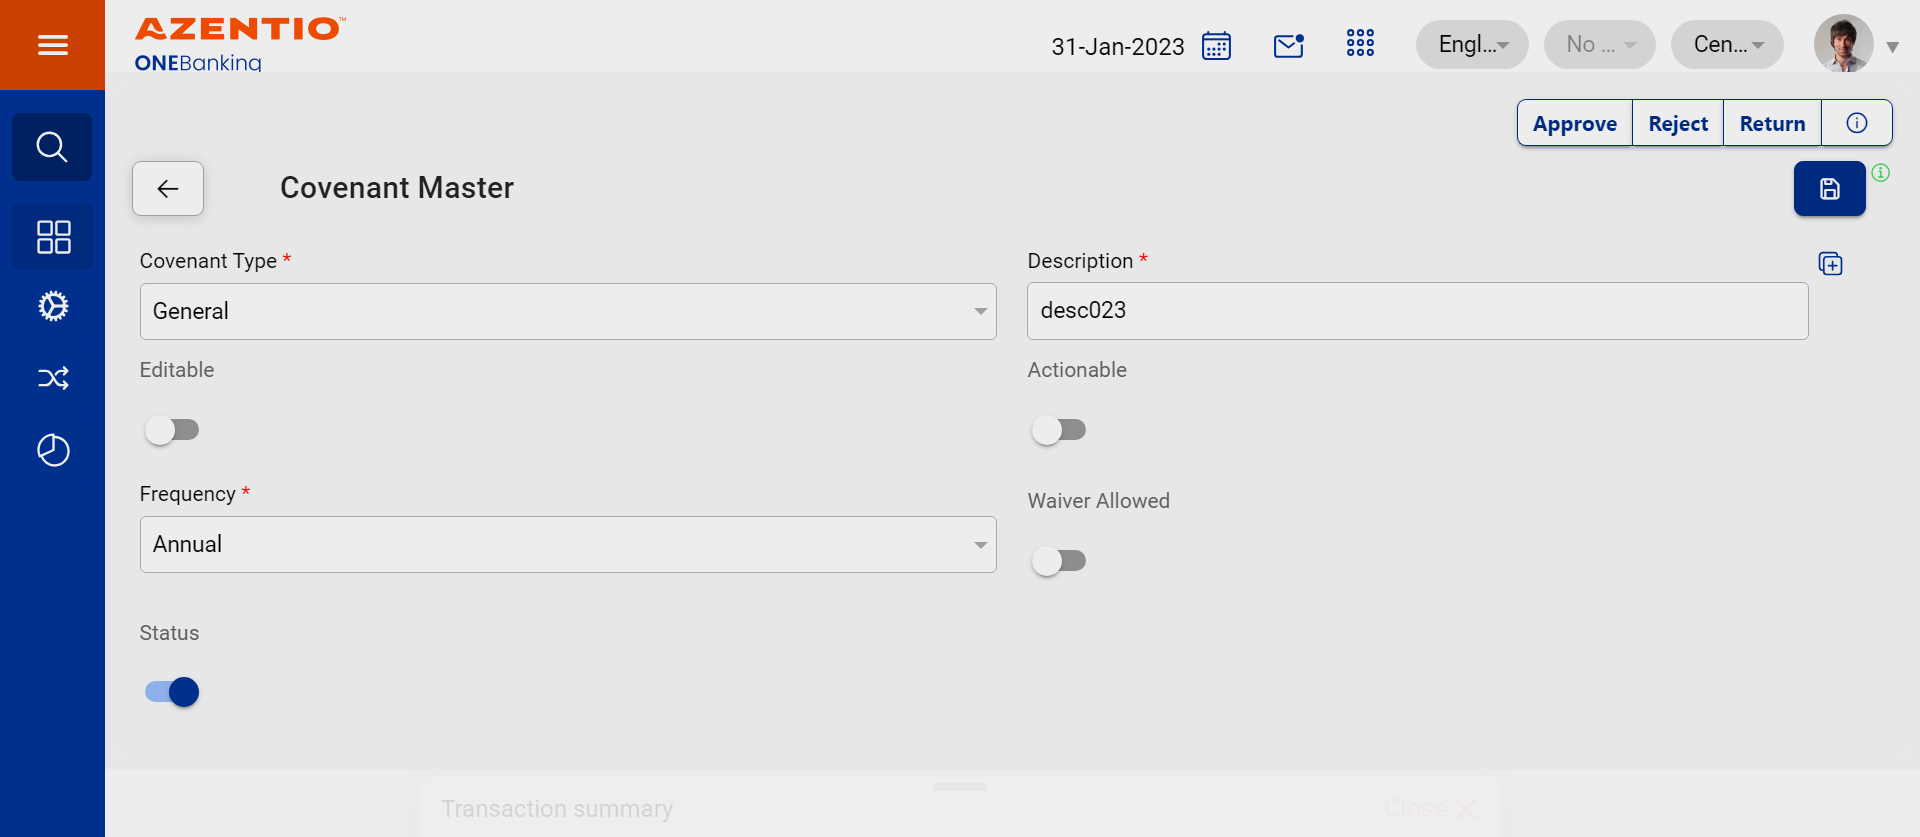 AZENTIO™
ONEBanking
31-Jan-2023
Engl...
No ...
Cen...
Approve
Reject
Return
Covenant Master
Covenant Type *
Description *
General
desc023
Editable
Actionable
Frequency *
Waiver Allowed
Annual
Status
Transaction summary
Close